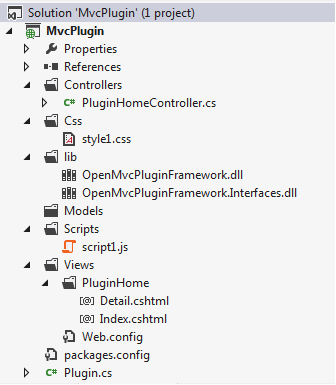 Solution 'MvcPlugin' (1 project)
MvcPlugin
Properties
References
Controllers
C# PluginHomeController.cs
Css
style1.css
lib
OpenMvcPluginFramework.dll
OpenMvcPluginFramework.Interfaces.dll
Models
Scripts
script1.js
Views
PluginHome
[@] Detail.cshtml
[@] Index.cshtml
Web.config
packages.config
C# Plugin.cs